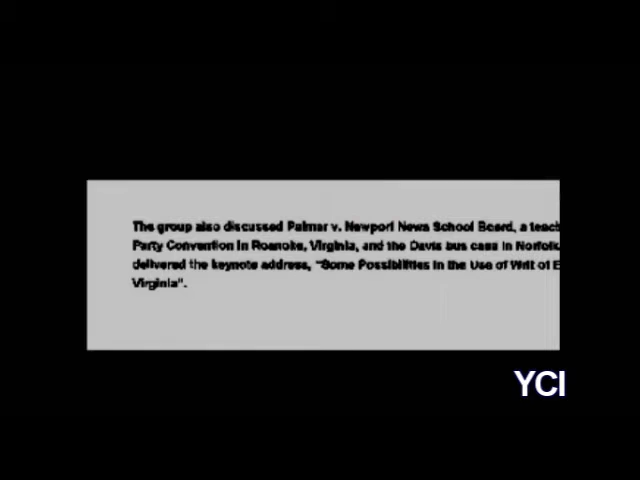 The group also discussed Palmer v. Newport News School Board, a teach
Party Convention in Roanoke, Virginia, and the Davis bus case in Norfolk
delivered the keynote address, "Some Possibilities in the Use of Writ of E
Virginia".
YCI